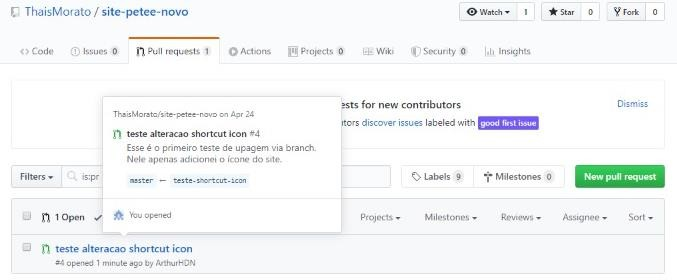 ThaisMorato / site-petee-novo
Watch 1 Star 0 Fork 0
Code Issues 0 Pull requests 1 Actions Projects 0 Wiki Security 0 Insights
ests for new contributors
Dismiss
tors discover issues labeled with good first issue
ThaisMorato/site-petee-novo on Apr 24
teste alteracao shortcut icon #4
Esse é o primeiro teste de upagem via branch.
Nele apenas adicionei o ícone do site.
master ← teste-shortcut-icon
You opened
Filters is:pr
Labels 9 Milestones 0 New pull request
1 Open Projects Milestones Reviews Assignee Sort
teste alteracao shortcut icon
#4 opened 1 minute ago by ArthurHDN